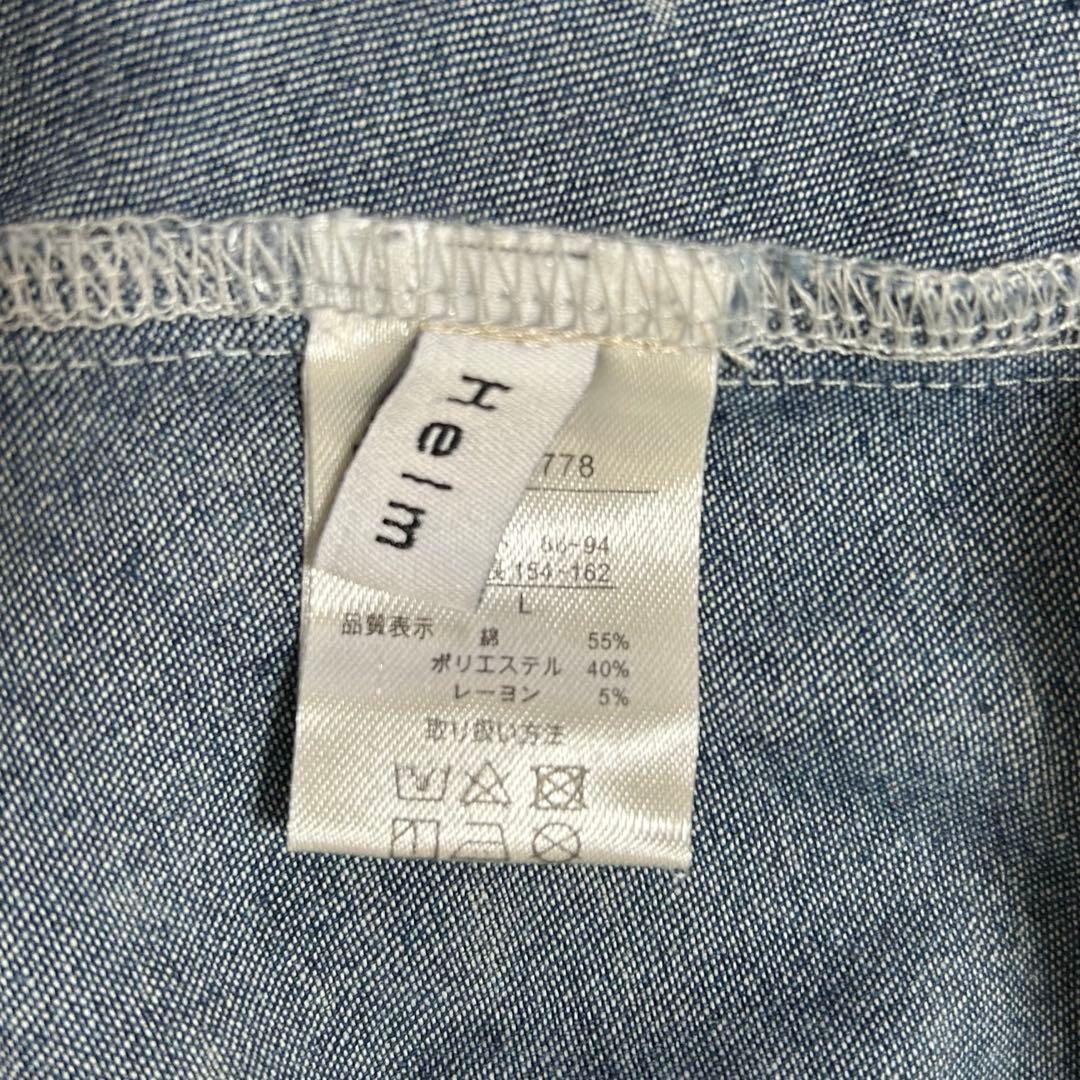 Helm
778
86-94
154-162
L
品質表示 綿 55%
ポリエステル 40%
レーヨン 5%
取り扱い方法